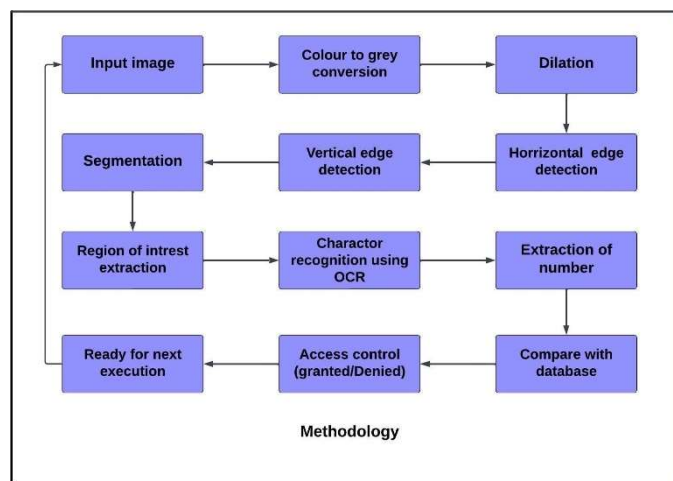 Input image
Colour to grey
conversion
Dilation
Segmentation
Vertical edge
detection
Horrizontal edge
detection
Region of intrest
extraction
Charactor
recognition using
OCR
Extraction of
number
Ready for next
execution
Access control
(granted/Denied)
Compare with
database
Methodology